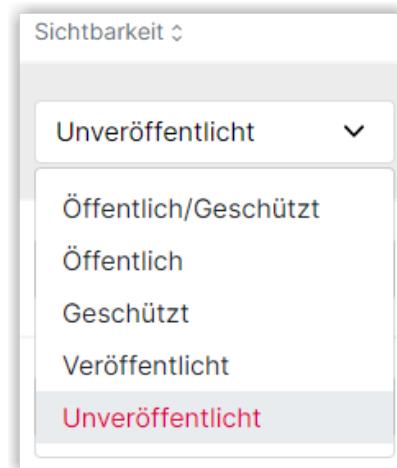 Sichtbarkeit
Unveröffentlicht
Öffentlich/Geschützt
Öffentlich
Geschützt
Veröffentlicht
Unveröffentlicht